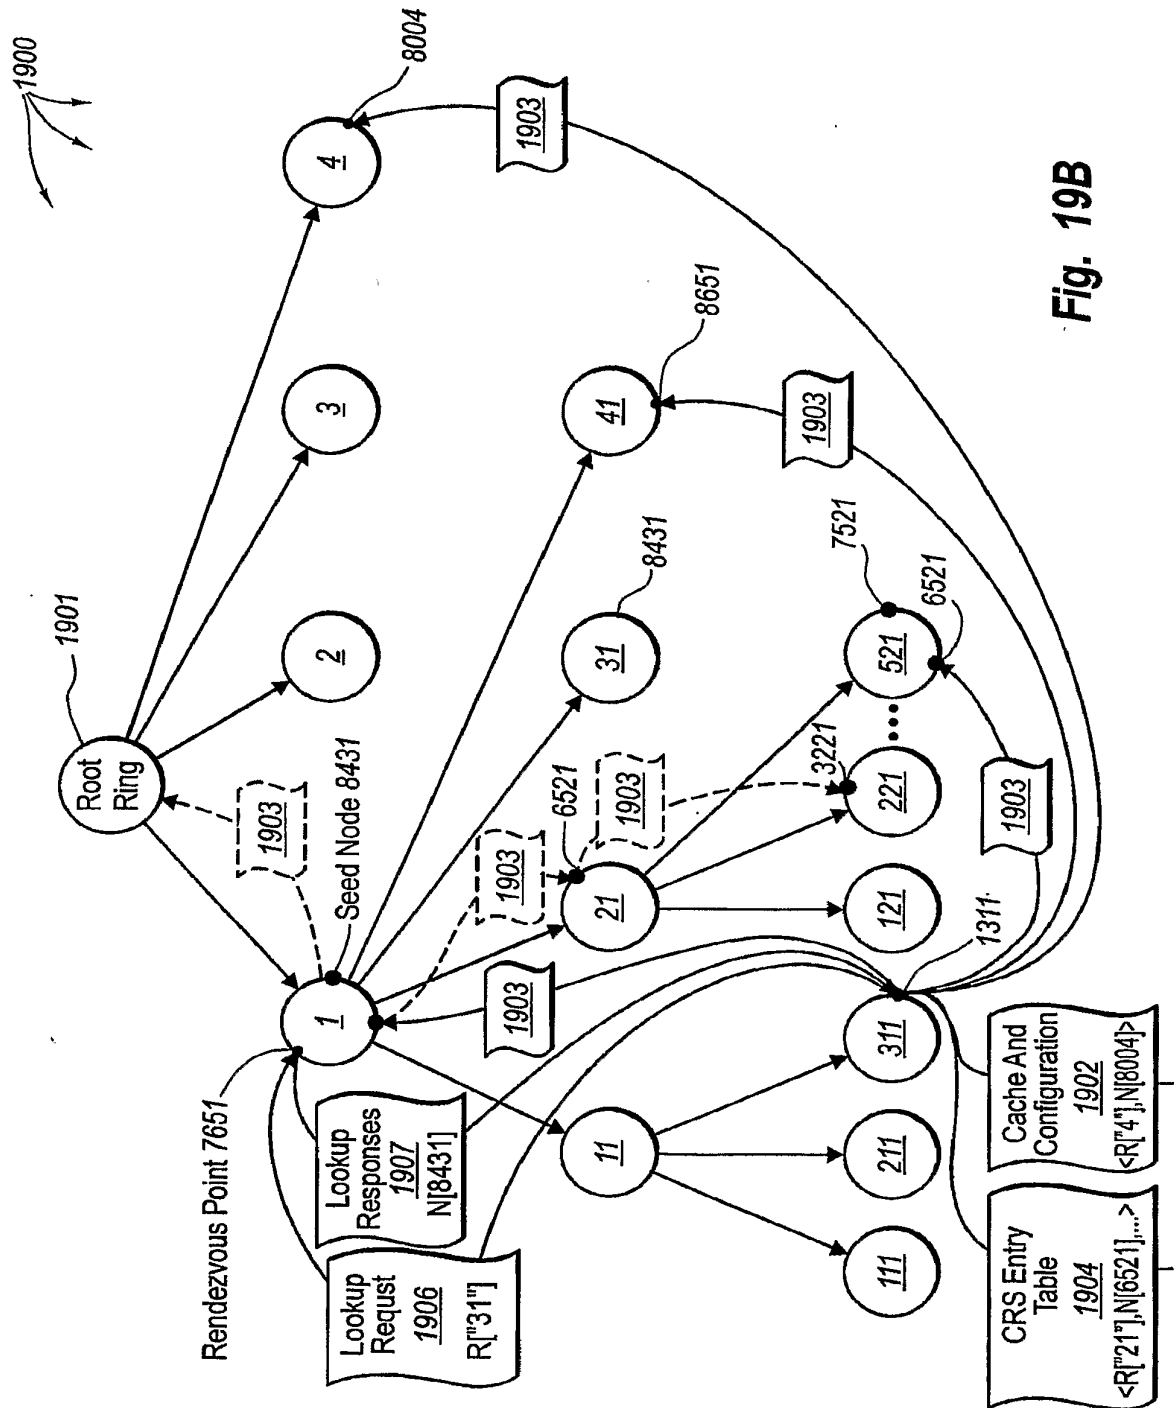 1900
1901
Root
Ring
1
2
3
4
8004
1903
1903
Seed Node 8431
Rendezvous Point 7651
11
21
31
41
8431
8651
1903
6521
1903
3221
1903
1903
7521
6521
1903
Lookup
Responses
1907
N[8431]
Lookup
Requst
1906
R["31"]
111
211
311
121
221
521
1311
CRS Entry
Table
1904
<R["21"],N[6521],...>
Cache And
Configuration
1902
<R["4"],N[8004]>
Fig. 19B